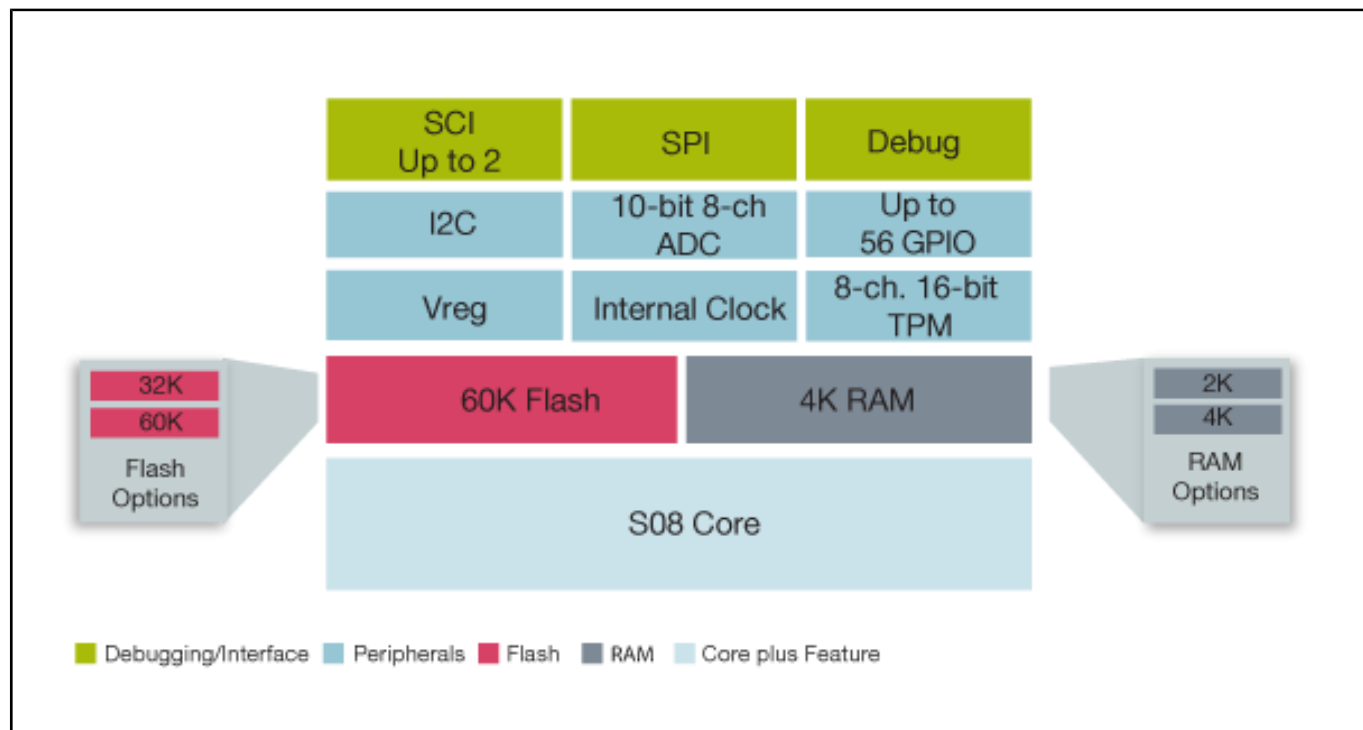 SCI
Up to 2
SPI
Debug
I2C
10-bit 8-ch
ADC
Up to
56 GPIO
Vreg
Internal Clock
8-ch. 16-bit
TPM
32K
60K
Flash
Options
60K Flash
4K RAM
2K
4K
RAM
Options
S08 Core
Debugging/Interface
Peripherals
Flash
RAM
Core plus Feature